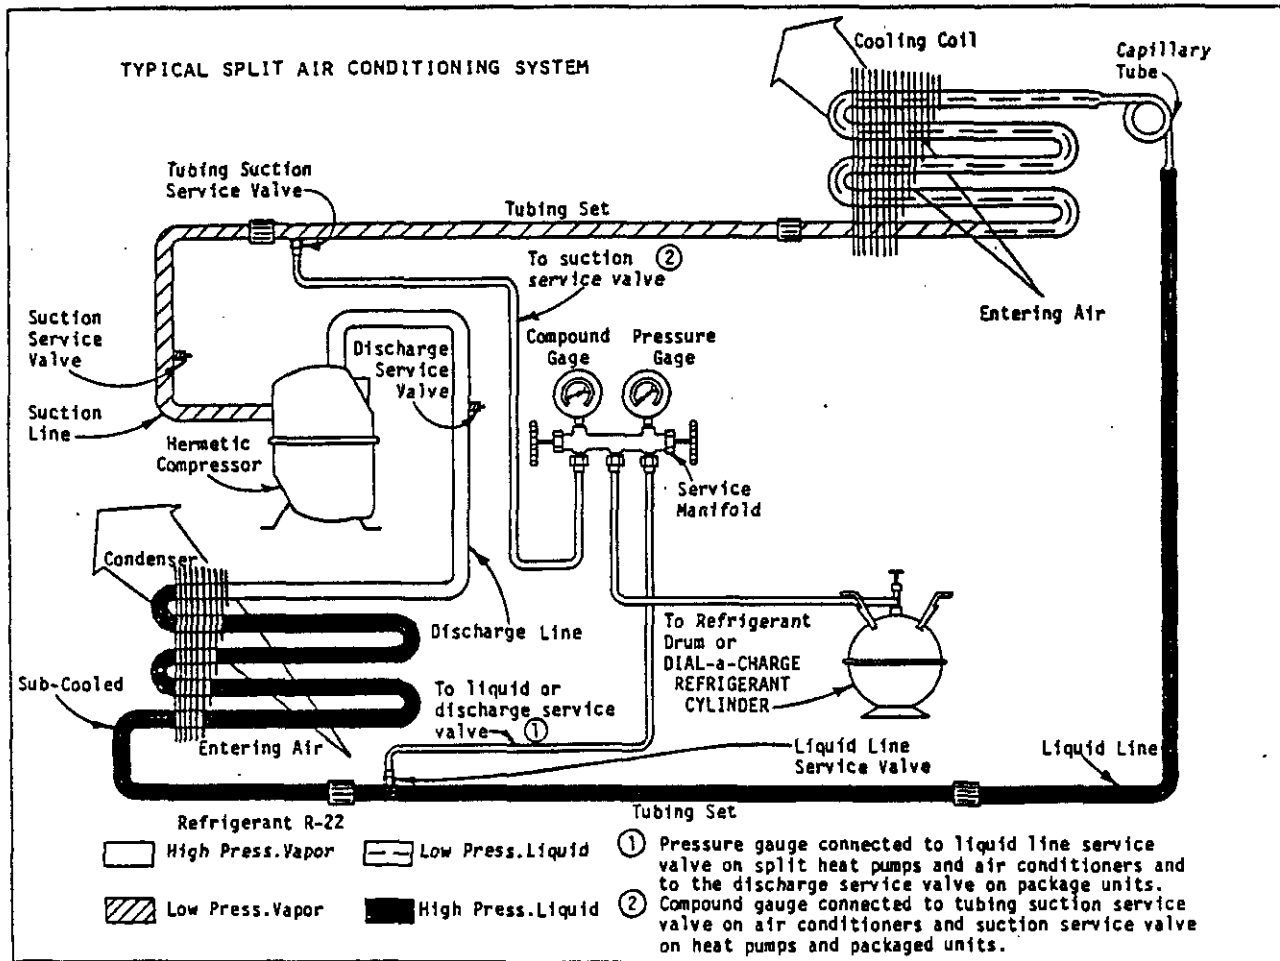 TYPICAL SPLIT AIR CONDITIONING SYSTEM
Cooling Coil
Capillary
Tube
Tubing Suction
Service Valve
Tubing Set
To suction ②
service valve
Entering Air
Suction
Service
Valve
Discharge
Service
Valve
Compound
Gage
Pressure
Gage
Suction
Line
Hermetic
Compressor
Service
Manifold
Condenser
Discharge Line
To Refrigerant
Drum or
DIAL-a-CHARGE
REFRIGERANT
CYLINDER
Sub-Cooled
To liquid or
discharge service
valve ①
Entering Air
Liquid Line
Service Valve
Liquid Line
Tubing Set
Refrigerant R-22
High Press.Vapor
Low Press.Liquid
Low Press.Vapor
High Press.Liquid
① Pressure gauge connected to liquid line service
valve on split heat pumps and air conditioners and
to the discharge service valve on package units.
② Compound gauge connected to tubing suction service
valve on air conditioners and suction service valve
on heat pumps and packaged units.